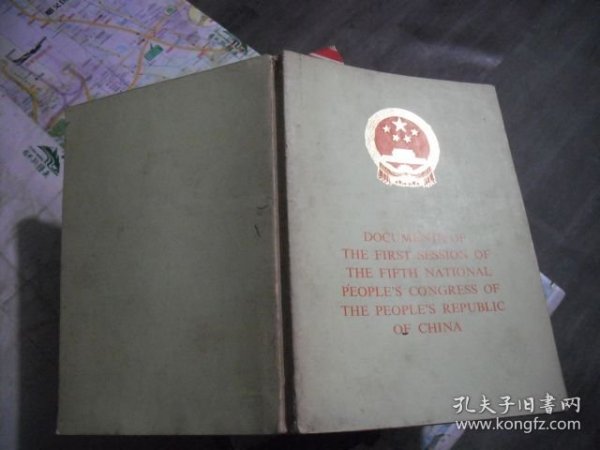 DOCUMENTS OF
THE FIRST SESSION OF
THE FIFTH NATIONAL
PEOPLE'S CONGRESS OF
THE PEOPLE'S REPUBLIC
OF CHINA
孔夫子旧书网
www.kongfz.com